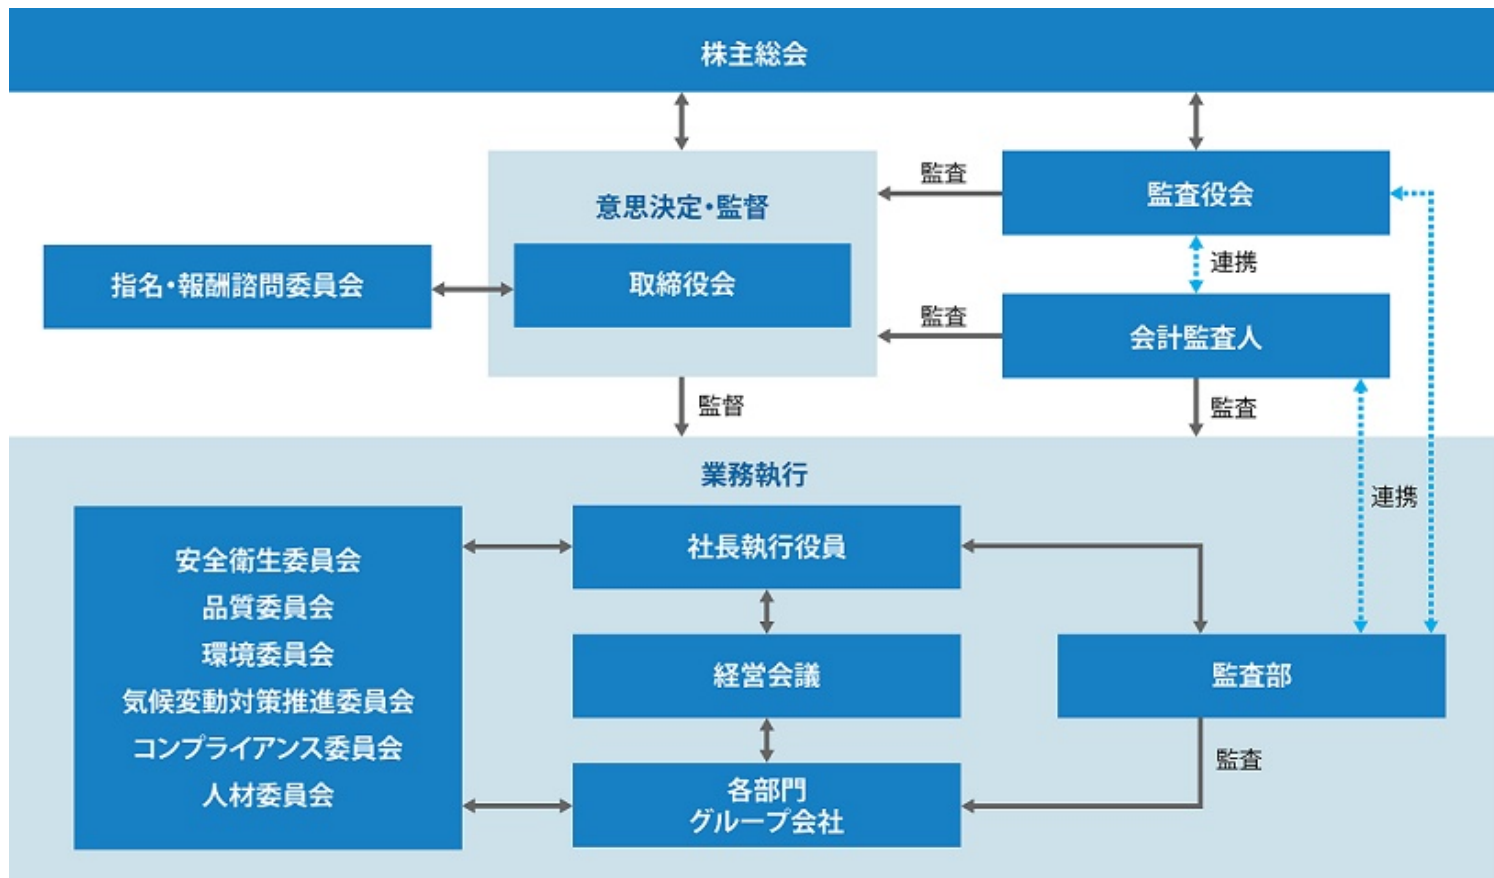 株主総会
監査
監査役会
意思決定・監督
指名・報酬諮問委員会
取締役会
連携
監査
会計監査人
監督
監査
業務執行
連携
安全衛生委員会
品質委員会
環境委員会
気候変動対策推進委員会
コンプライアンス委員会
人材委員会
社長執行役員
経営会議
監査部
監査
各部門
グループ会社